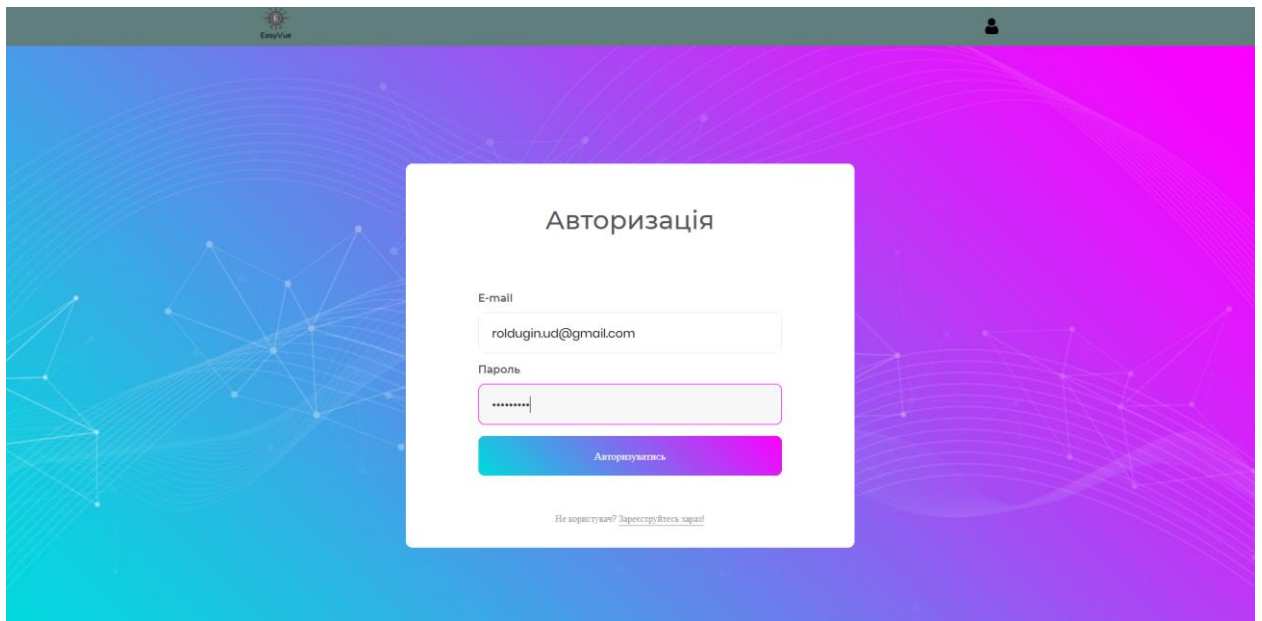 EasyVue
Авторизація
E-mail
roldugin.ud@gmail.com
Пароль
•••••••••
Авторизуватись
Не користувач? Зареєструйтесь зараз!